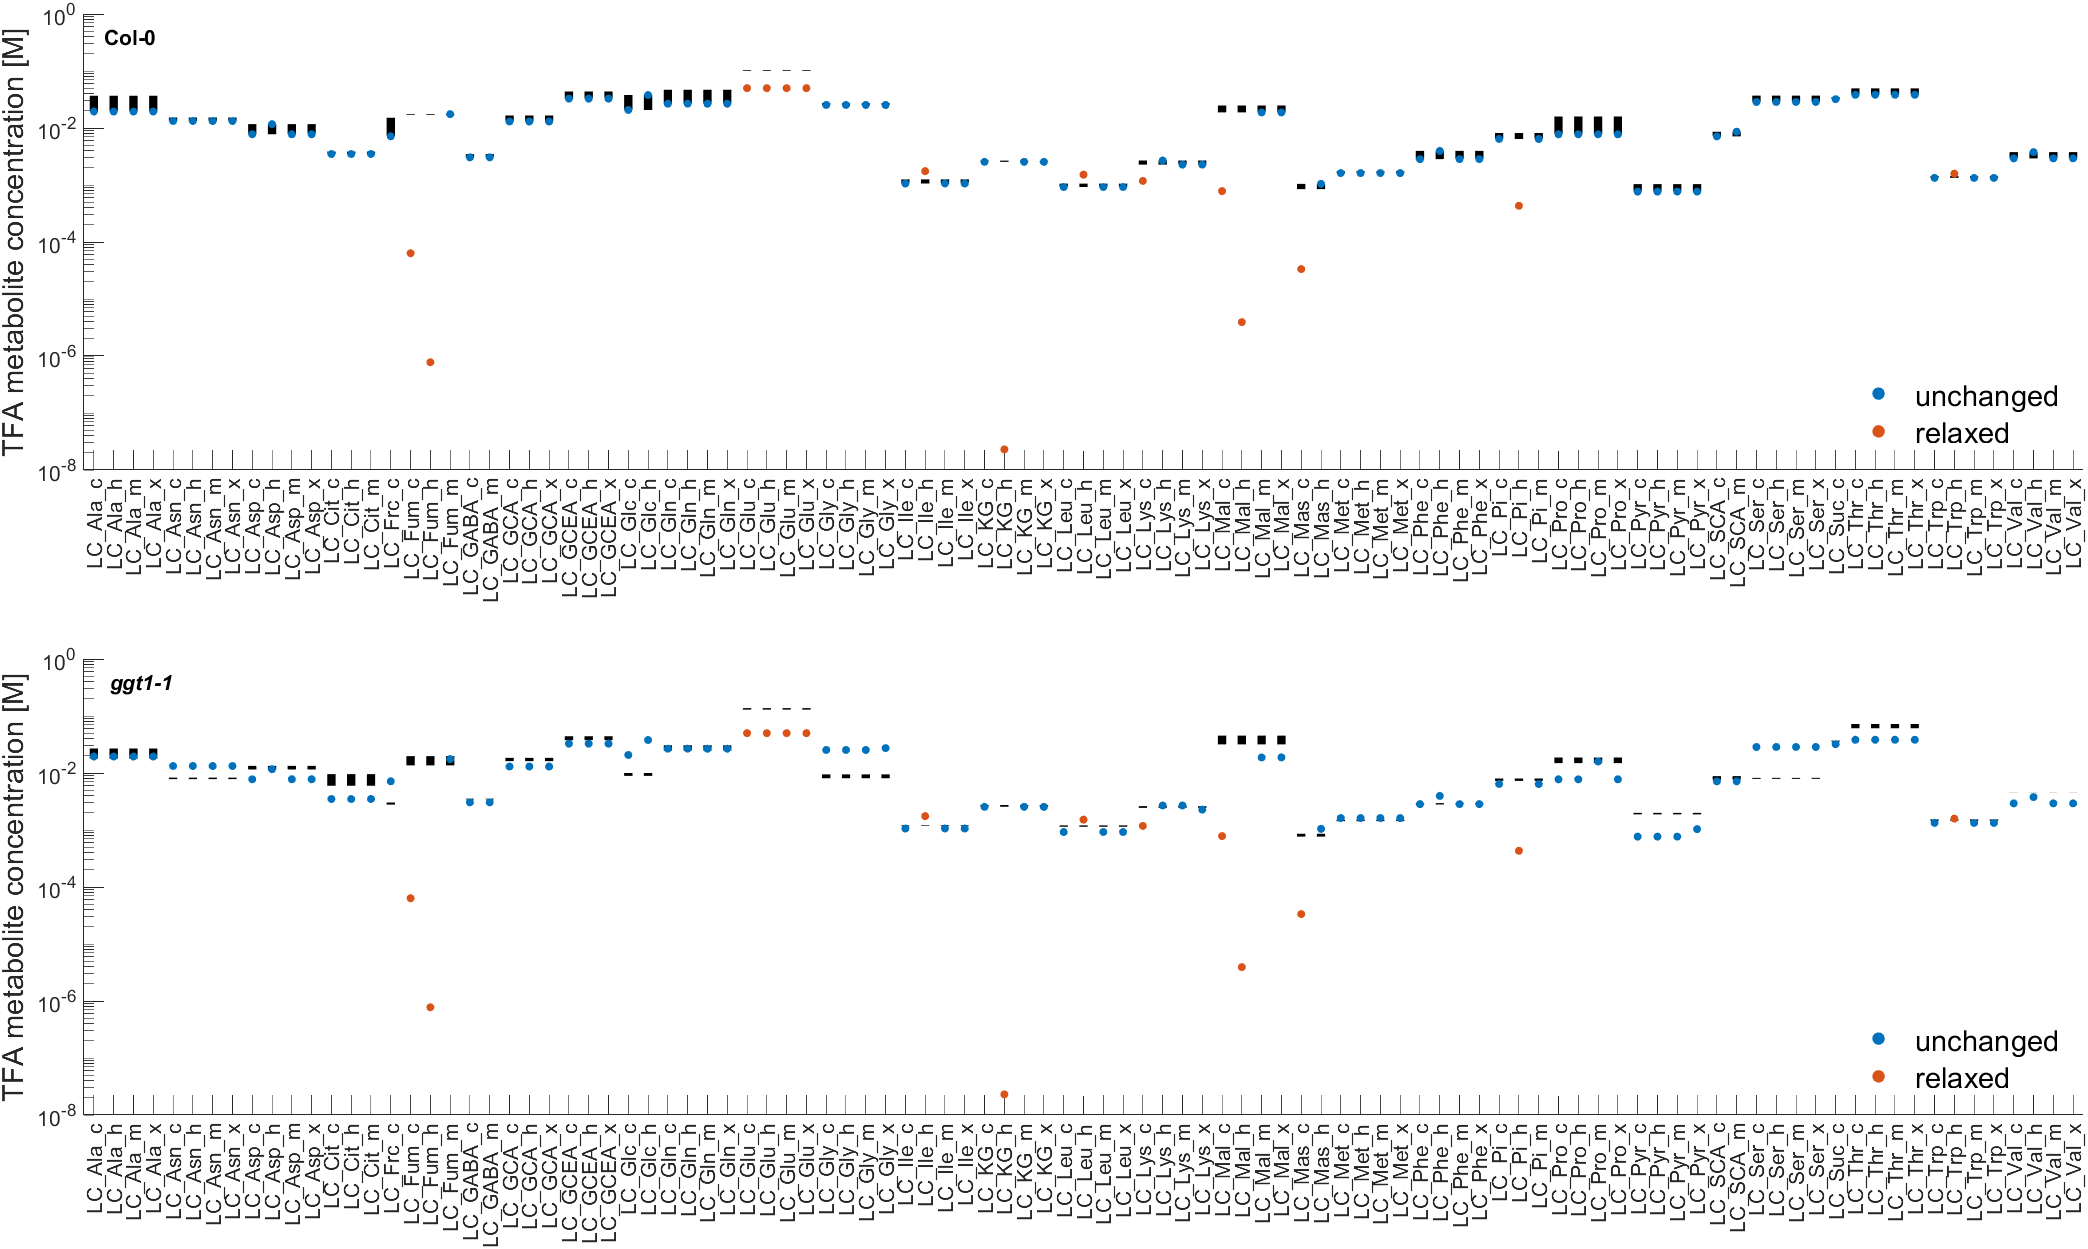 TFA metabolite concentration [M]
10^0
10^-2
10^-4
10^-6
10^-8
Col-0
unchanged
relaxed
LC_Ala_c
LC_Ala_h
LC_Ala_m
LC_Ala_x
LC_Asn_c
LC_Asn_h
LC_Asn_m
LC_Asn_x
LC_Asp_c
LC_Asp_h
LC_Asp_m
LC_Asp_x
LC_Cit_c
LC_Cit_h
LC_Cit_m
LC_Frc_c
LC_Fum_c
LC_Fum_h
LC_Fum_m
LC_GABA_c
LC_GABA_m
LC_GCA_c
LC_GCA_h
LC_GCA_x
LC_GCEA_c
LC_GCEA_h
LC_GCEA_x
LC_Glc_c
LC_Glc_h
LC_Gln_c
LC_Gln_h
LC_Gln_m
LC_Gln_x
LC_Glu_c
LC_Glu_h
LC_Glu_m
LC_Glu_x
LC_Gly_c
LC_Gly_h
LC_Gly_m
LC_Gly_x
LC_Ile_c
LC_Ile_h
LC_Ile_m
LC_Ile_x
LC_KG_c
LC_KG_h
LC_KG_m
LC_KG_x
LC_Leu_c
LC_Leu_h
LC_Leu_m
LC_Leu_x
LC_Lys_c
LC_Lys_h
LC_Lys_m
LC_Lys_x
LC_Mal_c
LC_Mal_h
LC_Mal_m
LC_Mal_x
LC_Mas_c
LC_Mas_h
LC_Met_c
LC_Met_h
LC_Met_m
LC_Met_x
LC_Phe_c
LC_Phe_h
LC_Phe_m
LC_Phe_x
LC_Pi_c
LC_Pi_h
LC_Pi_m
LC_Pro_c
LC_Pro_h
LC_Pro_m
LC_Pro_x
LC_Pyr_c
LC_Pyr_h
LC_Pyr_m
LC_Pyr_x
LC_SCA_c
LC_SCA_m
LC_Ser_c
LC_Ser_h
LC_Ser_m
LC_Ser_x
LC_Suc_c
LC_Thr_c
LC_Thr_h
LC_Thr_m
LC_Thr_x
LC_Trp_c
LC_Trp_h
LC_Trp_m
LC_Trp_x
LC_Val_c
LC_Val_h
LC_Val_m
LC_Val_x
TFA metabolite concentration [M]
10^0
10^-2
10^-4
10^-6
10^-8
ggt1-1
unchanged
relaxed
LC_Ala_c
LC_Ala_h
LC_Ala_m
LC_Ala_x
LC_Asn_c
LC_Asn_h
LC_Asn_m
LC_Asn_x
LC_Asp_c
LC_Asp_h
LC_Asp_m
LC_Asp_x
LC_Cit_c
LC_Cit_h
LC_Cit_m
LC_Frc_c
LC_Fum_c
LC_Fum_h
LC_Fum_m
LC_GABA_c
LC_GABA_m
LC_GCA_c
LC_GCA_h
LC_GCA_x
LC_GCEA_c
LC_GCEA_h
LC_GCEA_x
LC_Glc_c
LC_Glc_h
LC_Gln_c
LC_Gln_h
LC_Gln_m
LC_Gln_x
LC_Glu_c
LC_Glu_h
LC_Glu_m
LC_Glu_x
LC_Gly_c
LC_Gly_h
LC_Gly_m
LC_Gly_x
LC_Ile_c
LC_Ile_h
LC_Ile_m
LC_Ile_x
LC_KG_c
LC_KG_h
LC_KG_m
LC_KG_x
LC_Leu_c
LC_Leu_h
LC_Leu_m
LC_Leu_x
LC_Lys_c
LC_Lys_h
LC_Lys_m
LC_Lys_x
LC_Mal_c
LC_Mal_h
LC_Mal_m
LC_Mal_x
LC_Mas_c
LC_Mas_h
LC_Met_c
LC_Met_h
LC_Met_m
LC_Met_x
LC_Phe_c
LC_Phe_h
LC_Phe_m
LC_Phe_x
LC_Pi_c
LC_Pi_h
LC_Pi_m
LC_Pro_c
LC_Pro_h
LC_Pro_m
LC_Pro_x
LC_Pyr_c
LC_Pyr_h
LC_Pyr_m
LC_Pyr_x
LC_SCA_c
LC_SCA_m
LC_Ser_c
LC_Ser_h
LC_Ser_m
LC_Ser_x
LC_Suc_c
LC_Thr_c
LC_Thr_h
LC_Thr_m
LC_Thr_x
LC_Trp_c
LC_Trp_h
LC_Trp_m
LC_Trp_x
LC_Val_c
LC_Val_h
LC_Val_m
LC_Val_x